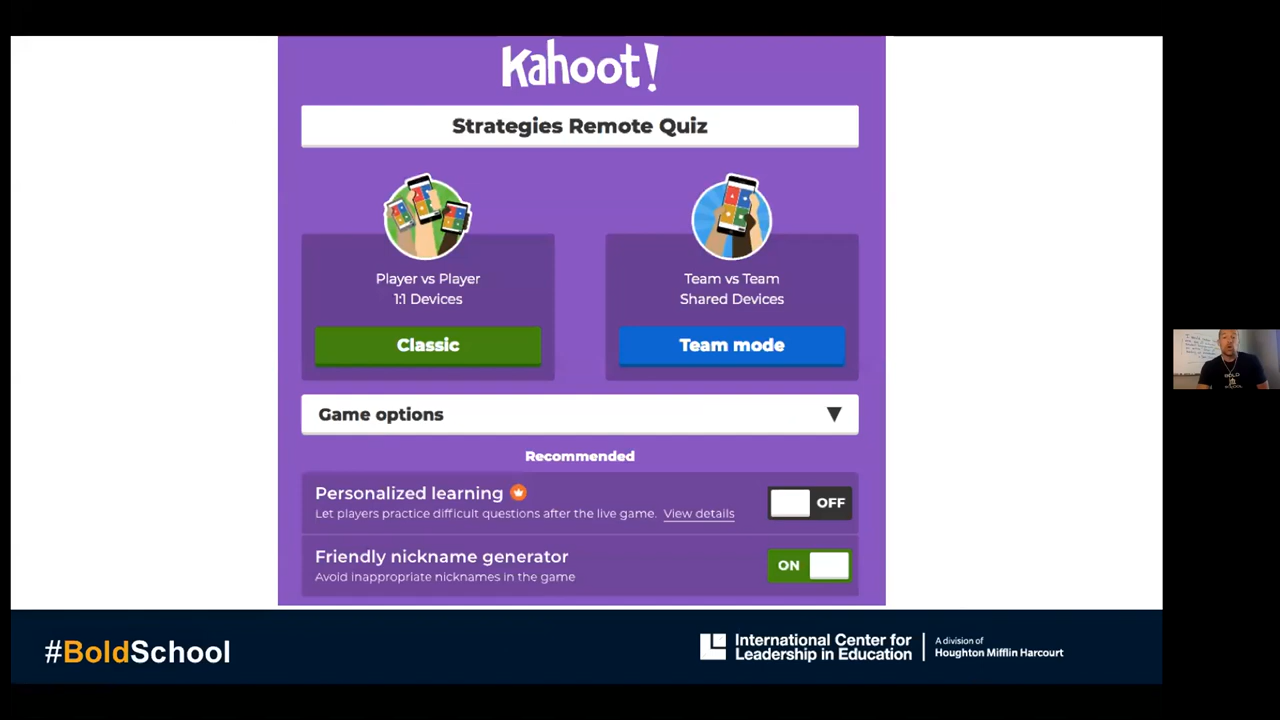 Kahoot!
Strategies Remote Quiz
Player vs Player
1:1 Devices
Classic
Team vs Team
Shared Devices
Team mode
Game options
Recommended
Personalized learning
Let players practice difficult questions after the live game. View details
OFF
Friendly nickname generator
Avoid inappropriate nicknames in the game
ON
#BoldSchool
International Center for
Leadership in Education
A division of
Houghton Mifflin Harcourt
BOLD
SCHOOL